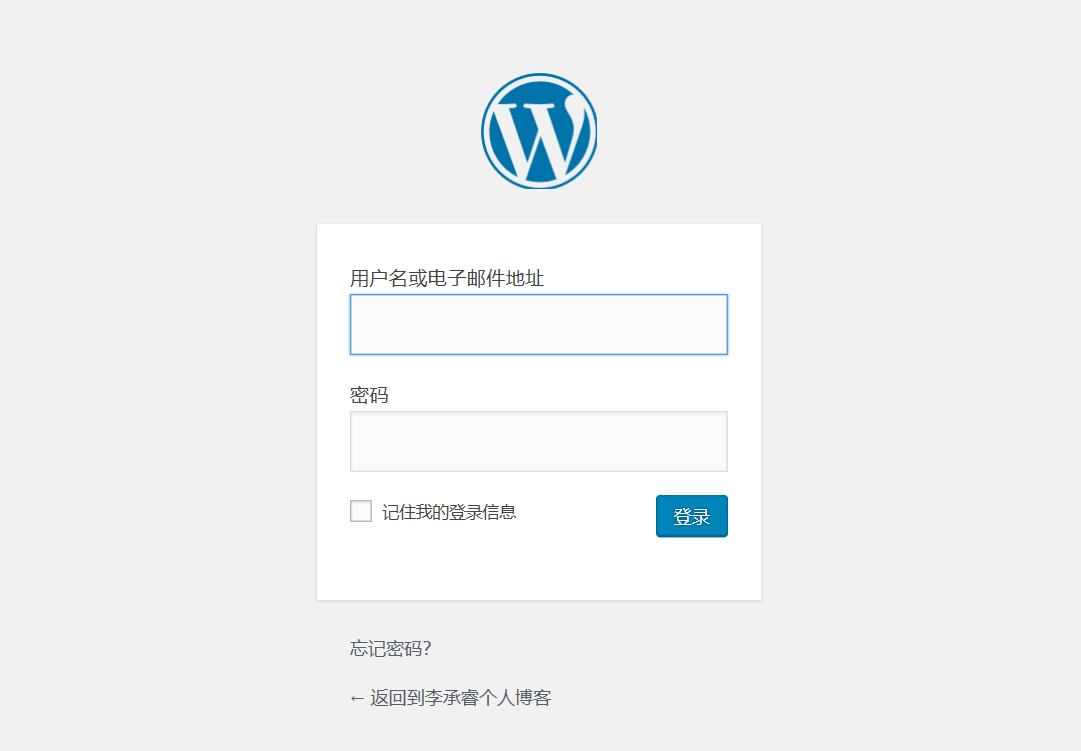 用户名或电子邮件地址
密码
记住我的登录信息
登录
忘记密码?
← 返回到李承睿个人博客